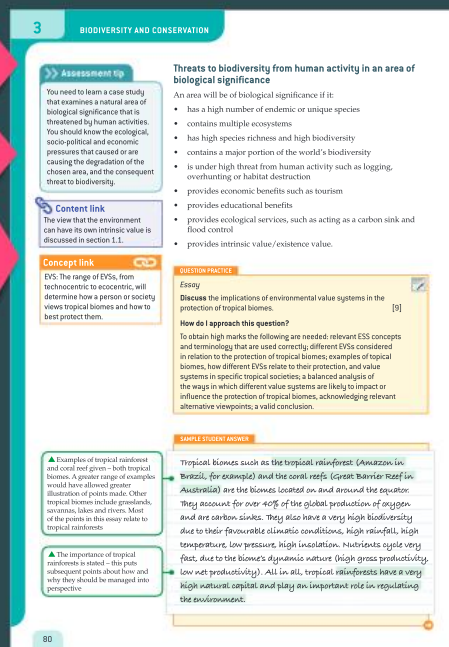 3
BIODIVERSITY AND CONSERVATION
Assessment tip
You need to learn a case study
that examines a natural area of
biological significance that is
threatened by human activities.
You should know the ecological,
socio-political and economic
pressures that caused or are
causing the degradation of the
chosen area, and the consequent
threat to biodiversity.
Content link
The view that the environment
can have its own intrinsic value is
discussed in section 1.1.
Concept link
EVS: The range of EVSs, from
technocentric to ecocentric, will
determine how a person or society
views tropical biomes and how to
best protect them.
Threats to biodiversity from human activity in an area of
biological significance
An area will be of biological significance if it:
• has a high number of endemic or unique species
• contains multiple ecosystems
• has high species richness and high biodiversity
• contains a major portion of the world's biodiversity
• is under high threat from human activity such as logging,
overhunting or habitat destruction
• provides economic benefits such as tourism
• provides educational benefits
• provides ecological services, such as acting as a carbon sink and
flood control
• provides intrinsic value/existence value.
QUESTION PRACTICE
Essay
Discuss the implications of environmental value systems in the
protection of tropical biomes. [9]
How do I approach this question?
To obtain high marks the following are needed: relevant ESS concepts
and terminology that are used correctly; different EVSs considered
in relation to the protection of tropical biomes; examples of topical
biomes, how different EVSs relate to their protection, and value
systems in specific tropical societies; a balanced analysis of
the ways in which different value systems are likely to impact or
influence the protection of tropical biomes, acknowledging relevant
alternative viewpoints; a valid conclusion.
SAMPLE STUDENT ANSWER
▲ Examples of tropical rainforest
and coral reef given – both tropical
biomes. A greater range of examples
would have allowed greater
illustration of points made. Other
tropical biomes include grasslands,
savannas, lakes and rivers. Most
of the points in this essay relate to
tropical rainforests
▲ The importance of tropical
rainforests is stated – this puts
subsequent points about how and
why they should be managed into
perspective
Tropical biomes such as the tropical rainforest (Amazon in
Brazil, for example) and the coral reefs (Great Barrier Reef in
Australia) are the biomes located on and around the equator.
They account for over 40% of the global production of oxygen
and are carbon sinks. They also have a very high biodiversity
due to their favourable climatic conditions, high rainfall, high
temperature, low pressure, high insolation. Nutrients cycle very
fast, due to the biome's dynamic nature (high gross productivity,
low net productivity). All in all, tropical rainforests have a very
high natural capital and play an important role in regulating
the environment.
80